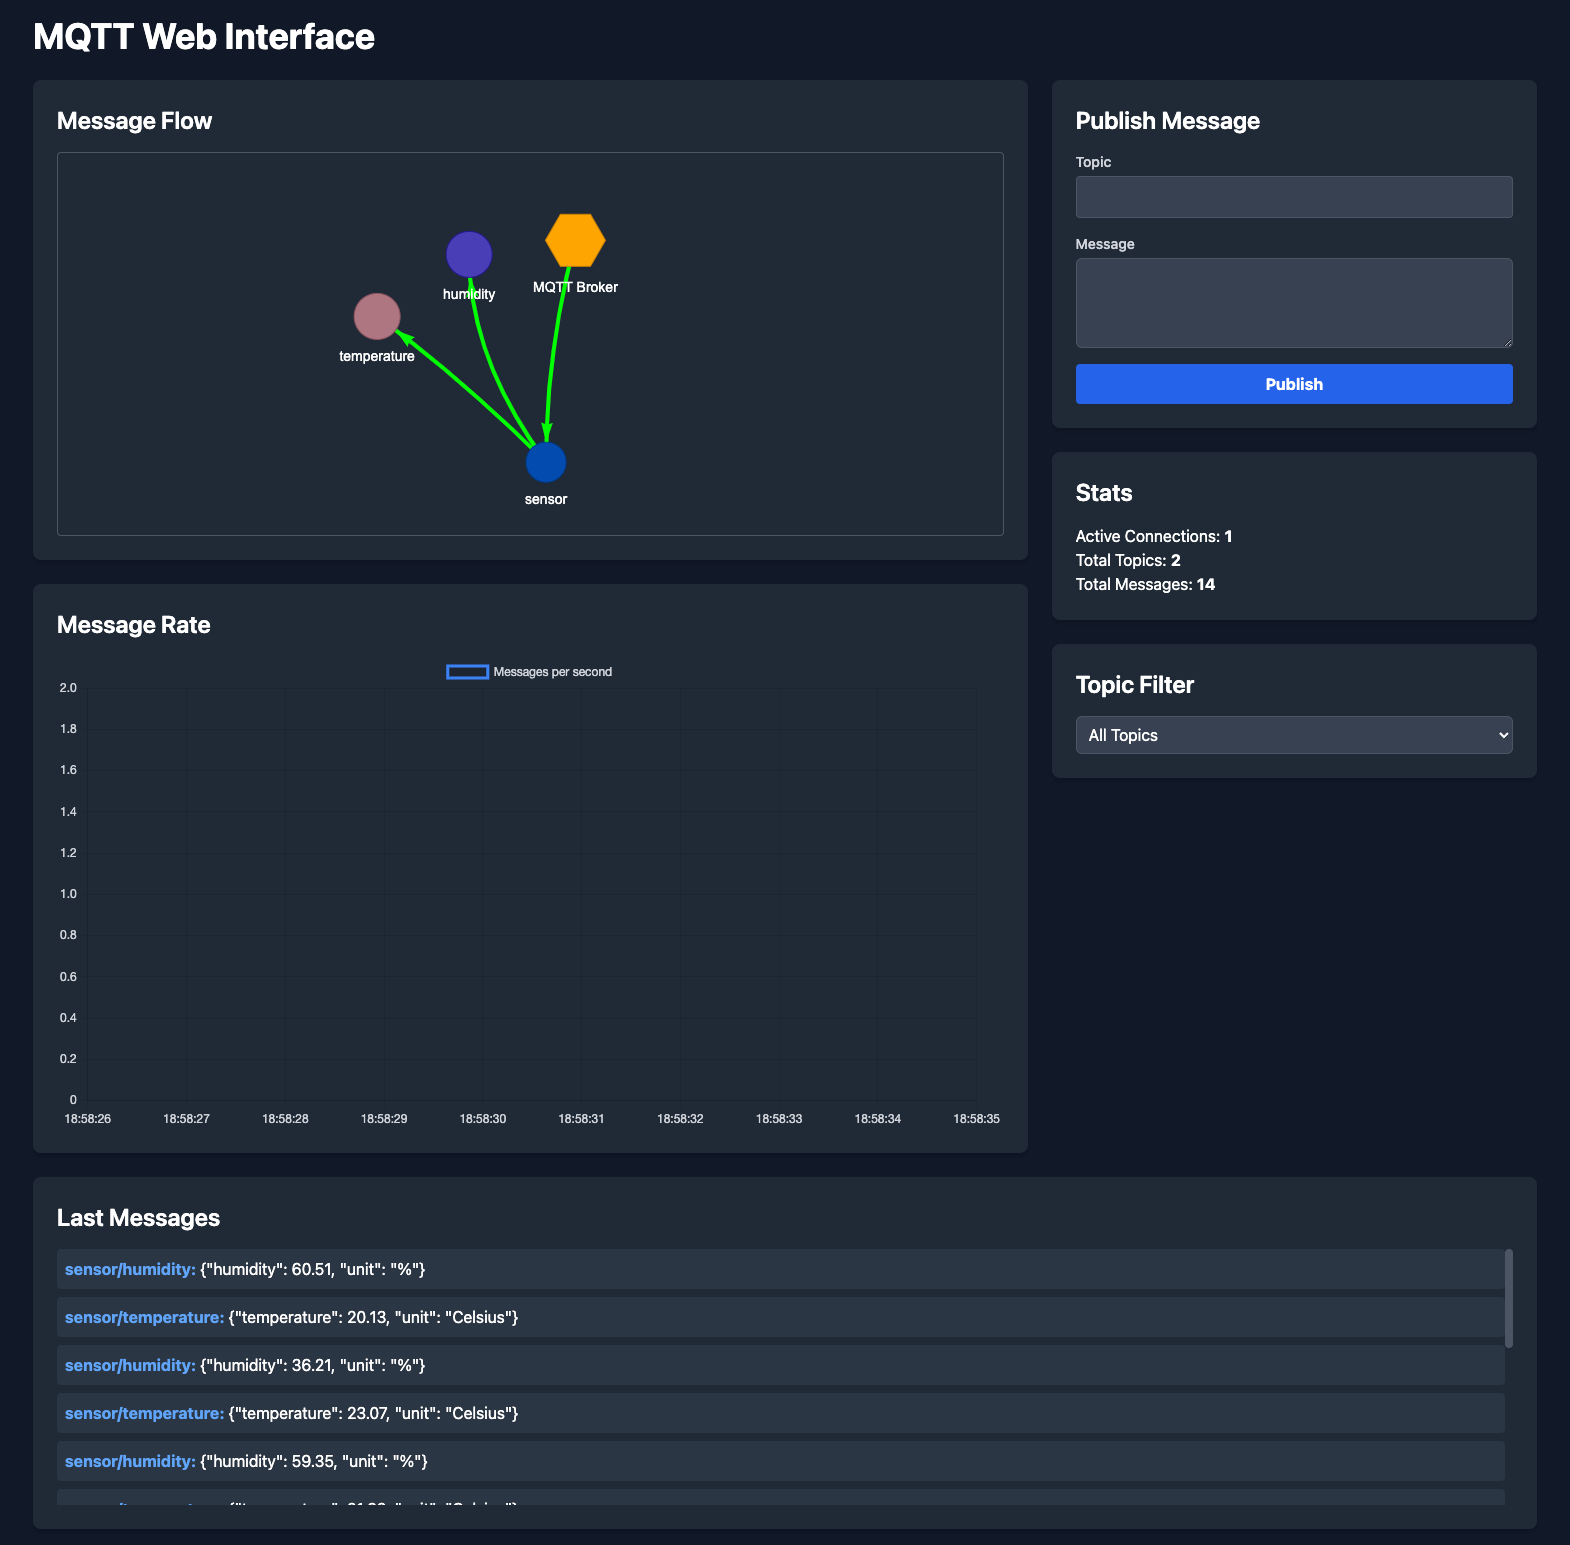 MQTT Web Interface
Message Flow
humidity
MQTT Broker
temperature
sensor
Publish Message
Topic
Message
Publish
Stats
Active Connections: 1
Total Topics: 2
Total Messages: 14
Topic Filter
All Topics
Message Rate
Messages per second
2.0
1.8
1.6
1.4
1.2
1.0
0.8
0.6
0.4
0.2
0
18:58:26 18:58:27 18:58:28 18:58:29 18:58:30 18:58:31 18:58:32 18:58:33 18:58:34 18:58:35
Last Messages
sensor/humidity: {"humidity": 60.51, "unit": "%"}
sensor/temperature: {"temperature": 20.13, "unit": "Celsius"}
sensor/humidity: {"humidity": 36.21, "unit": "%"}
sensor/temperature: {"temperature": 23.07, "unit": "Celsius"}
sensor/humidity: {"humidity": 59.35, "unit": "%"}